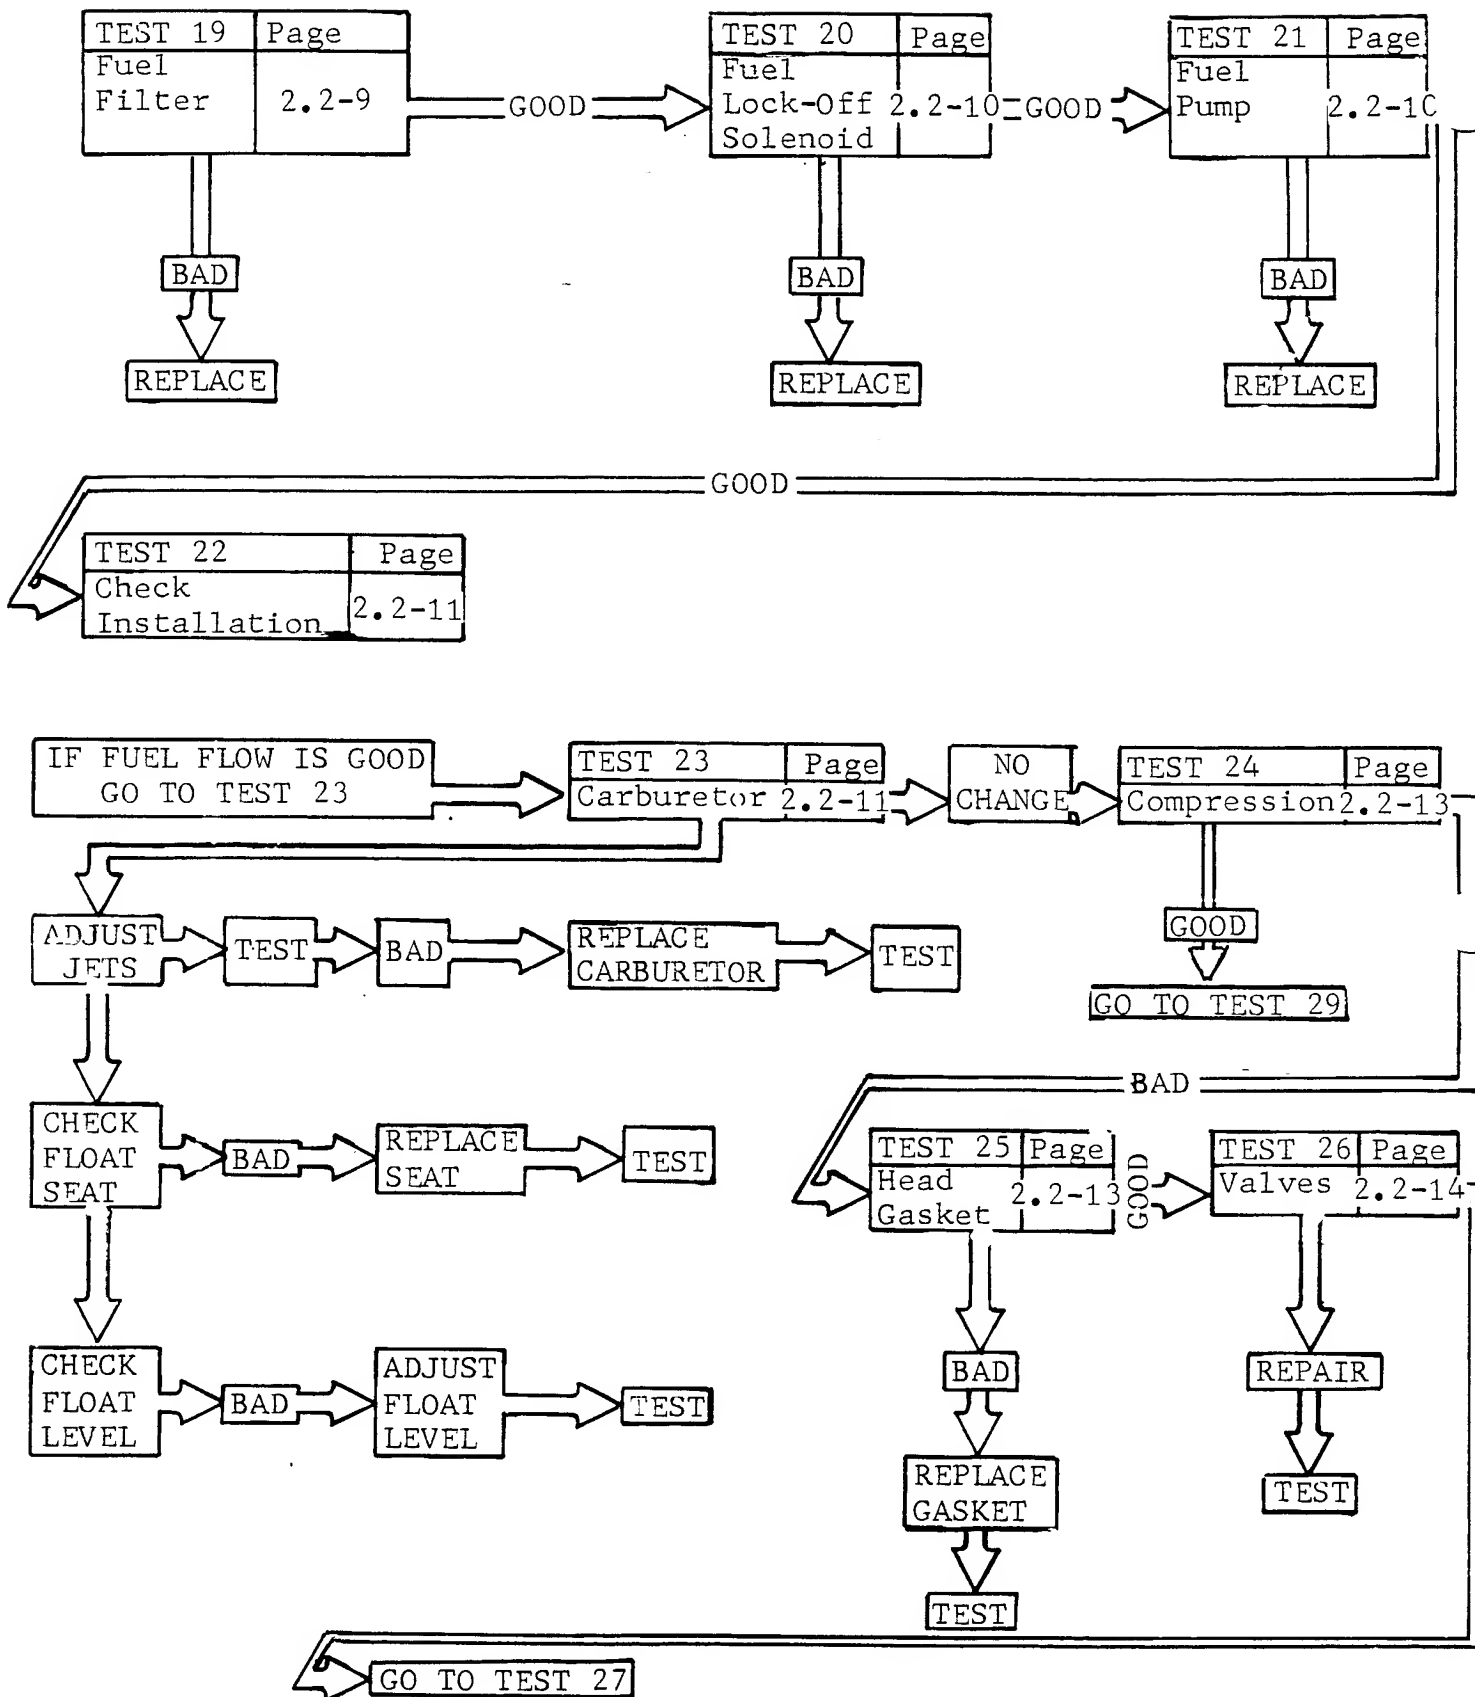 TEST 19 Page
Fuel
Filter 2.2-9
GOOD
TEST 20 Page
Fuel
Lock-Off 2.2-10
Solenoid
GOOD
TEST 21 Page
Fuel
Pump 2.2-10
BAD
BAD
BAD
REPLACE
REPLACE
REPLACE
GOOD
TEST 22 Page
Check
Installation 2.2-11
IF FUEL FLOW IS GOOD
GO TO TEST 23
TEST 23 Page
Carburetor 2.2-11
NO
CHANGE
TEST 24 Page
Compression 2.2-13
GOOD
GO TO TEST 29
ADJUST
JETS
TEST
BAD
REPLACE
CARBURETOR
TEST
BAD
CHECK
FLOAT
SEAT
BAD
REPLACE
SEAT
TEST
TEST 25 Page
Head
Gasket 2.2-13
GOOD
TEST 26 Page
Valves 2.2-14
CHECK
FLOAT
LEVEL
BAD
ADJUST
FLOAT
LEVEL
TEST
BAD
REPLACE
GASKET
TEST
REPAIR
TEST
GO TO TEST 27